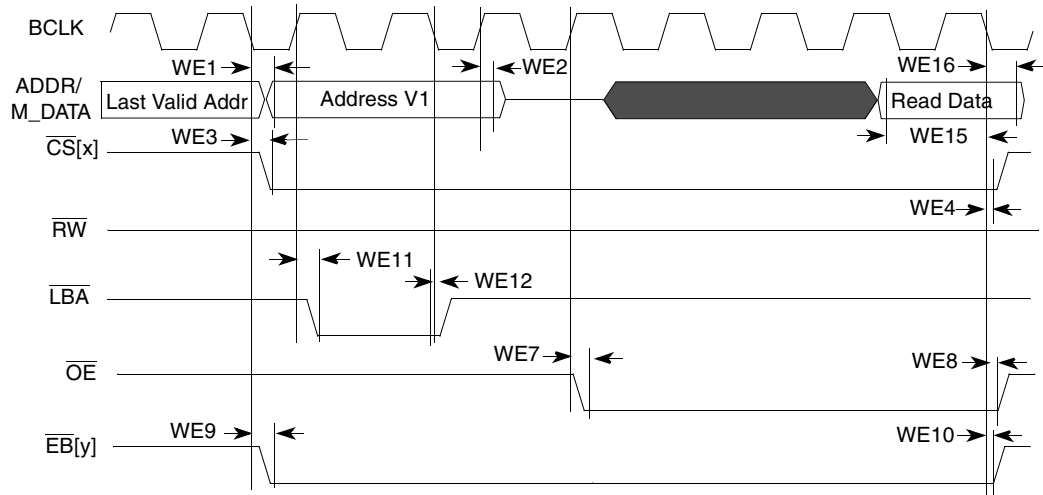 BCLK
WE1
WE2
WE16
ADDR/
M_DATA
Last Valid Addr
Address V1
Read Data
WE3
WE15
CS[x]
WE4
RW
WE11
WE12
LBA
WE7
WE8
OE
WE9
WE10
EB[y]